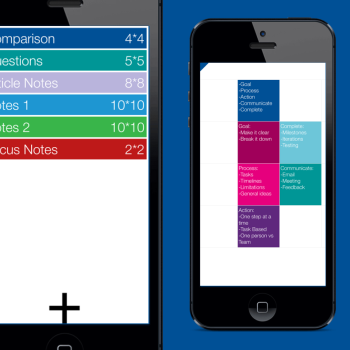 omparison 4*4
uestions 5*5
ticle Notes 8*8
otes 1 10*10
otes 2 10*10
cus Notes 2*2
+
Goal
-Process
-Action
-Communicate
-Complete
Goal:
-Make it clear
-Break it down
Complete:
-Milestones
-Iterations
-Testing
Process:
-Tasks
-Timelines
-Limitations
-General ideas
Communicate:
-Email
-Meeting
-Feedback
Action:
-One step at a
time
-Task Based
-One person vs
Team